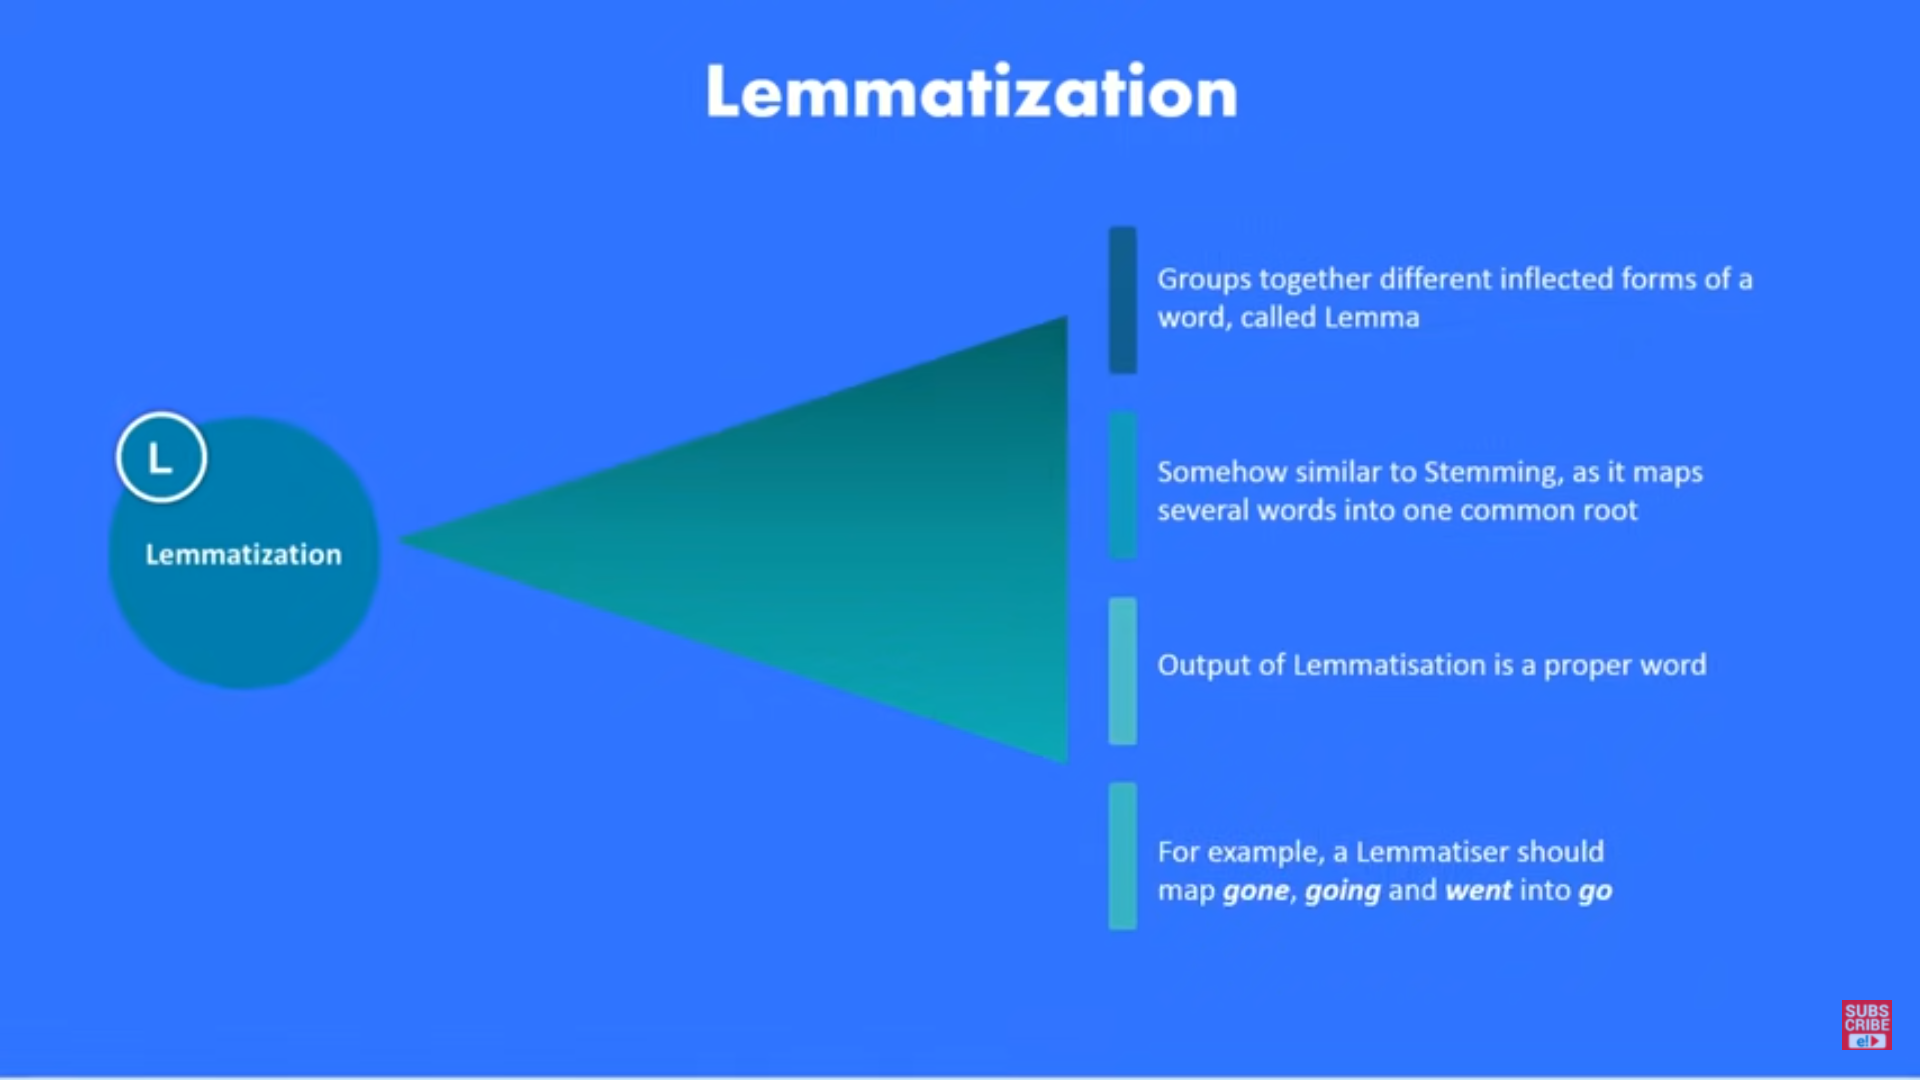 Lemmatization
L
Lemmatization
Groups together different inflected forms of a
word, called Lemma
Somehow similar to Stemming, as it maps
several words into one common root
Output of Lemmatisation is a proper word
For example, a Lemmatiser should
map gone, going and went into go
SUBS
CRIBE
e!